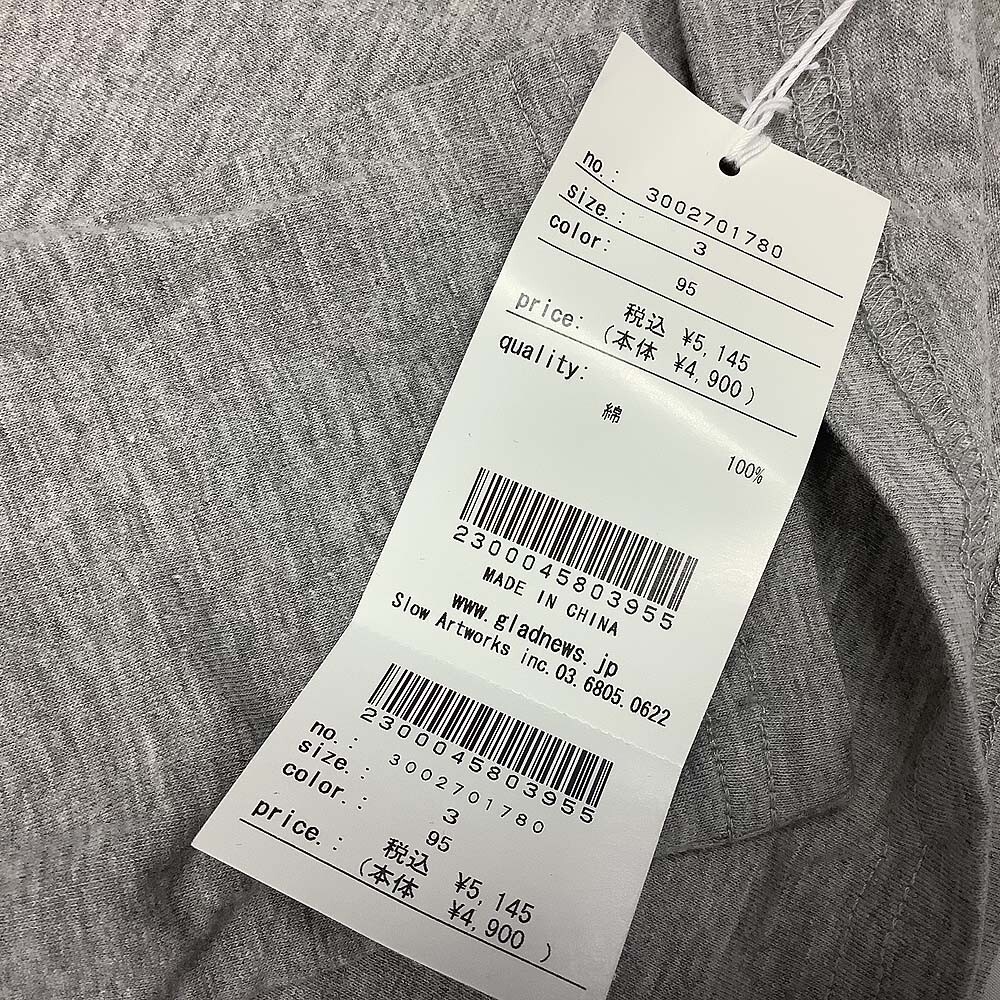 no.: 3002701780
size.: 3
color: 95
price: 税込 ¥5,145
(本体 ¥4,900)
quality:
綿
100%
2300045803955
MADE IN CHINA
www.gladnews.jp
Slow Artworks inc.03.6805.0622
2300045803955
no.: 3002701780
size.: 3
color.: 95
price.: 税込 ¥5,145
(本体 ¥4,900 )